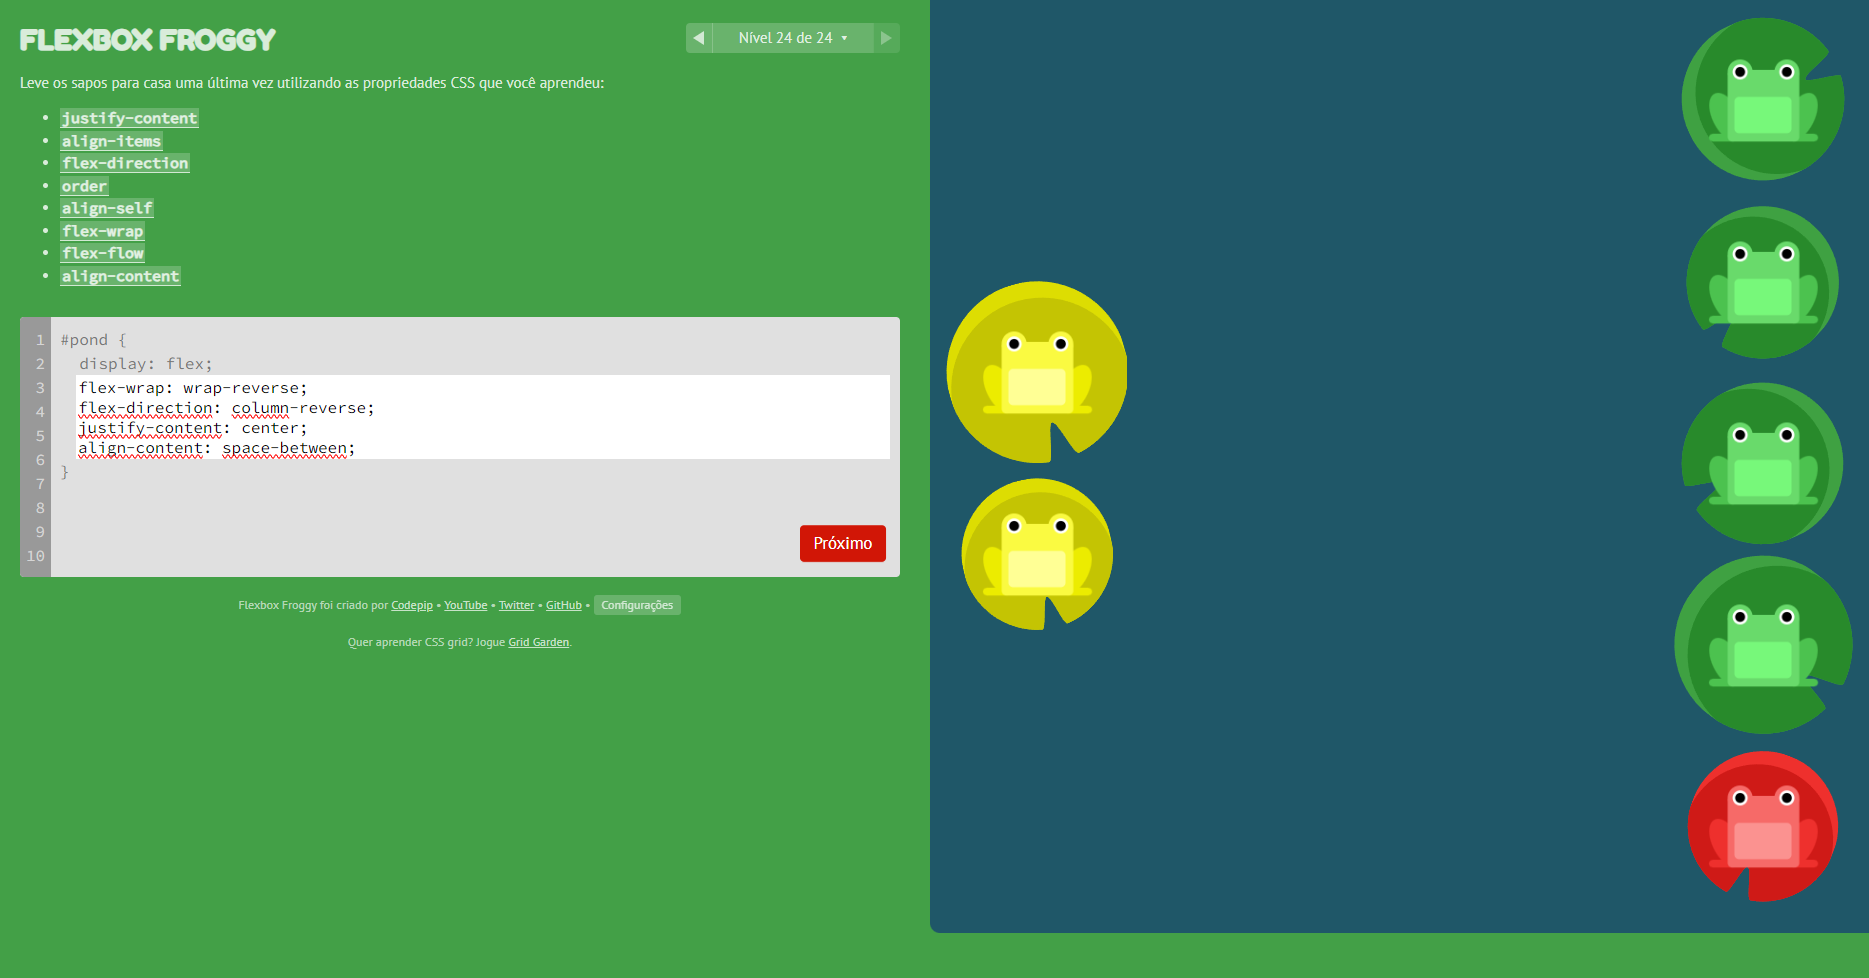 FLEXBOX FROGGY
Nível 24 de 24
Leve os sapos para casa uma última vez utilizando as propriedades CSS que você aprendeu:
• justify-content
• align-items
• flex-direction
• order
• align-self
• flex-wrap
• flex-flow
• align-content
1 #pond {
2 display: flex;
3 flex-wrap: wrap-reverse;
4 flex-direction: column-reverse;
5 justify-content: center;
6 align-content: space-between;
7 }
8
9
10
Próximo
Flexbox Froggy foi criado por Codepip • YouTube • Twitter • GitHub • Configurações
Quer aprender CSS grid? Jogue Grid Garden.